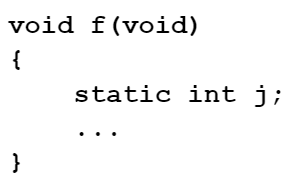 void f(void)
{
    static int j;
    ...
}